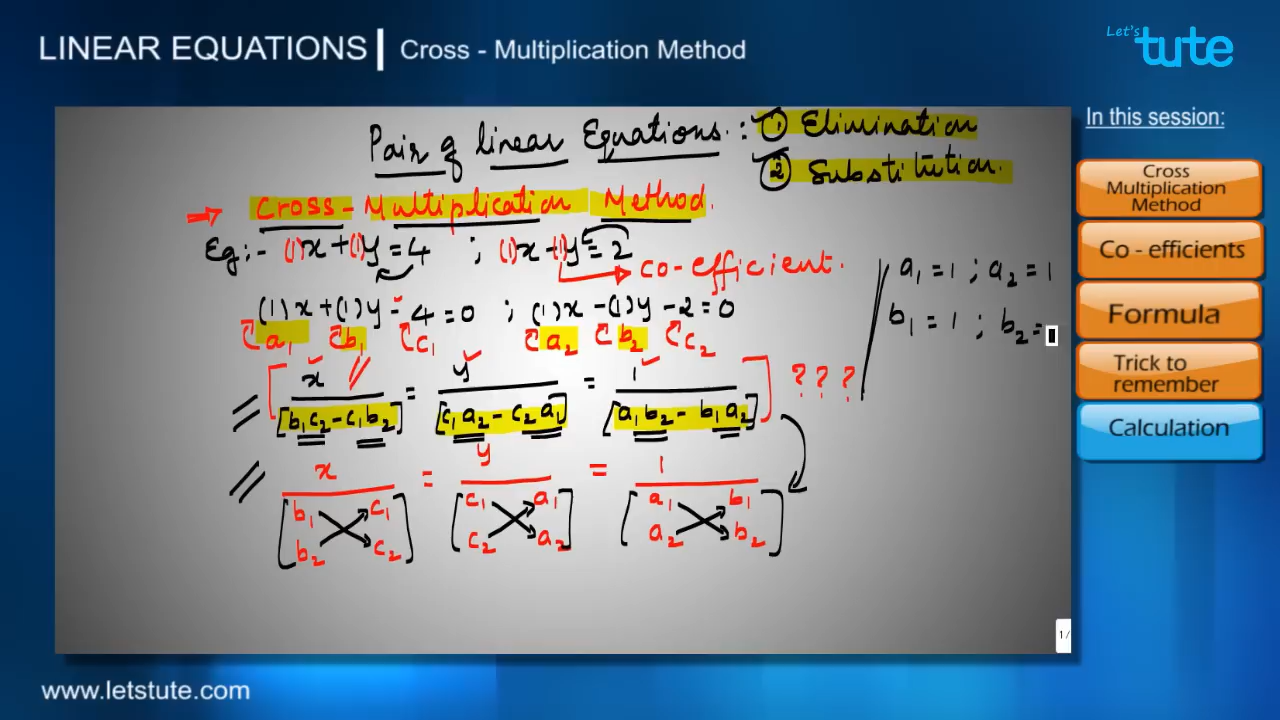 LINEAR EQUATIONS | Cross - Multiplication Method
Let's tute
In this session:
Cross
Multiplication
Method
Co - efficients
Formula
Trick to
remember
Calculation
Pair of linear Equations : ① Elimination
② Substitution.
→ Cross - Multiplication Method.
Eg:- (1)x + (1)y = 4 ; (1)x - (1)y = 2
→ co-efficient.
(1)x + (1)y - 4 = 0 ; (1)x - (1)y - 2 = 0
a₁ b₁ c₁ a₂ b₂ c₂
x / [b₁c₂ - c₁b₂] = y / [c₁a₂ - c₂a₁] = 1 / [a₁b₂ - b₁a₂] ???
x = y = 1
b₁ c₁ c₁ a₁ a₁ b₁
b₂ c₂ c₂ a₂ a₂ b₂
a₁ = 1 ; a₂ = 1
b₁ = 1 ; b₂ =
1/
www.letstute.com